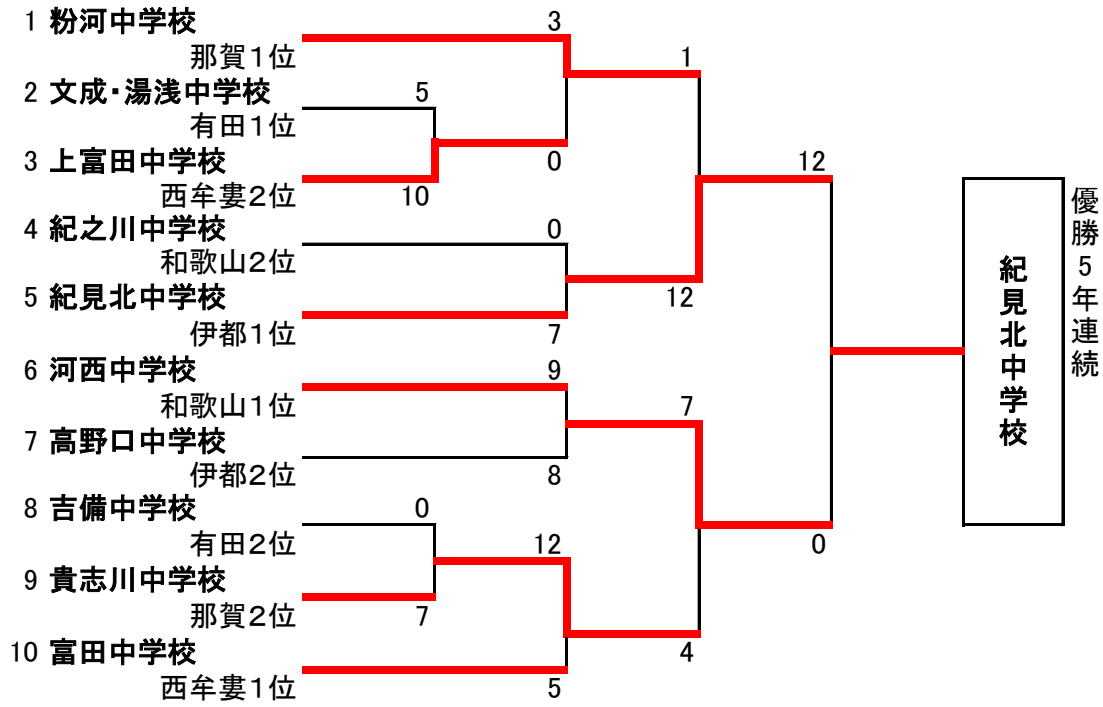 1 粉河中学校
那賀1位
2 文成・湯浅中学校
有田1位
3 上富田中学校
西牟婁2位
4 紀之川中学校
和歌山2位
5 紀見北中学校
伊都1位
6 河西中学校
和歌山1位
7 高野口中学校
伊都2位
8 吉備中学校
有田2位
9 貴志川中学校
那賀2位
10 富田中学校
西牟婁1位
5
10
0
7
3
0
0
7
9
8
12
5
1
12
7
4
12
0
紀見北中学校
優勝5年連続